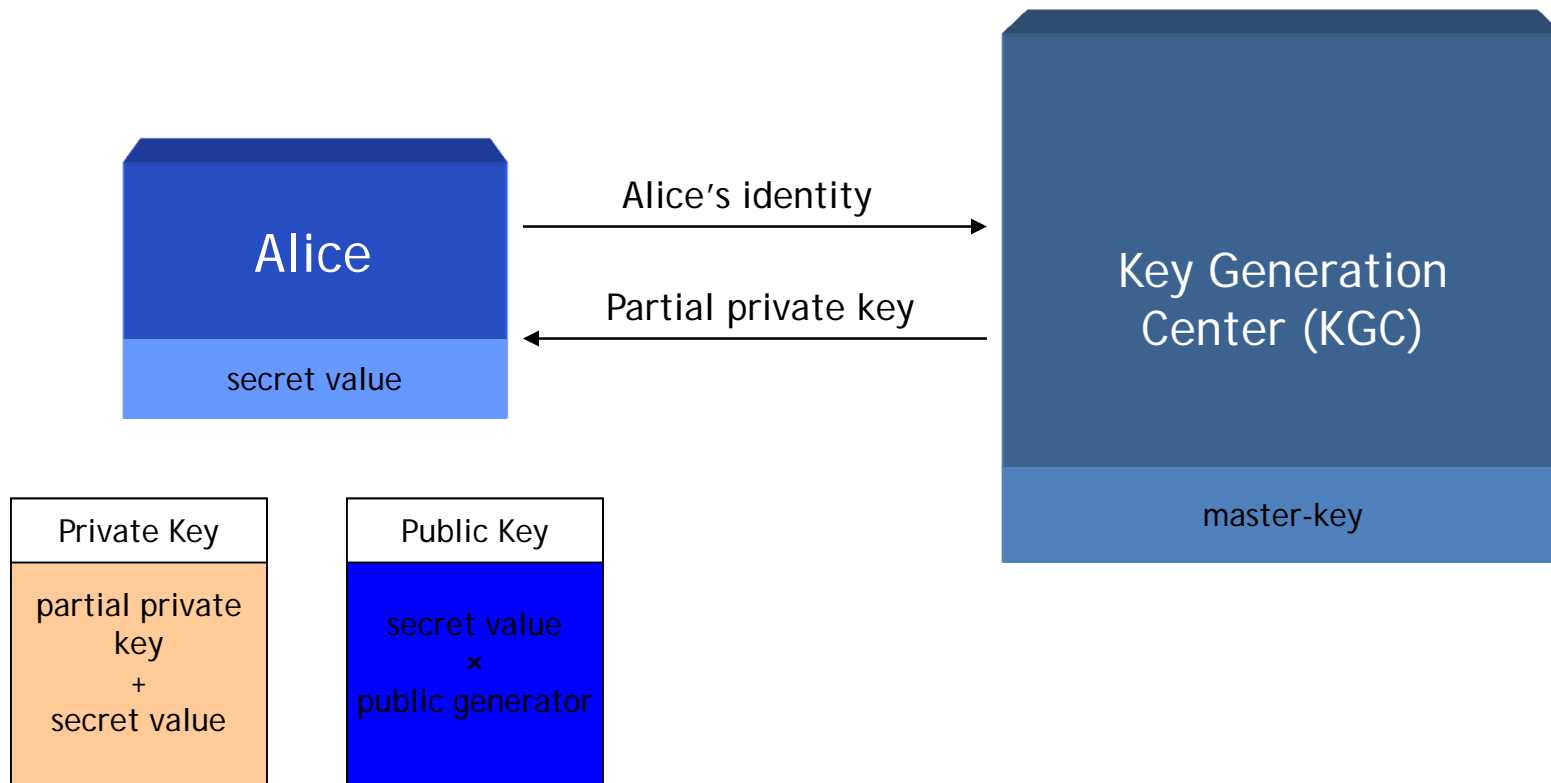 Alice
secret value
Alice's identity
Partial private key
Key Generation
Center (KGC)
master-key
Private Key
partial private
key
+
secret value
Public Key
secret value
×
public generator